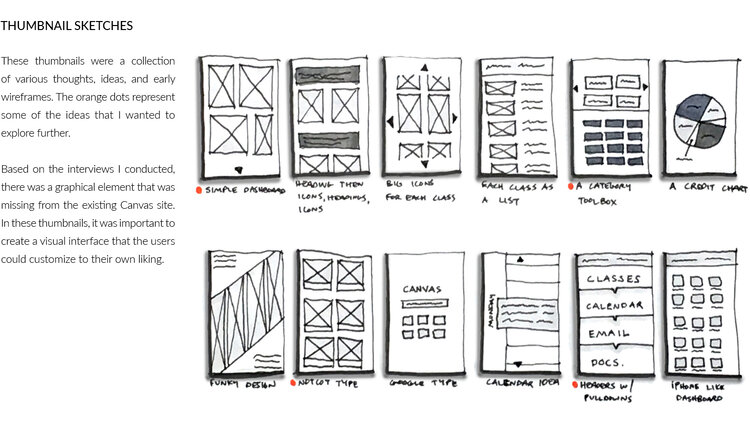 THUMBNAIL SKETCHES
These thumbnails were a collection
of various thoughts, ideas, and early
wireframes. The orange dots represent
some of the ideas that I wanted to
explore further.
Based on the interviews I conducted,
there was a graphical element that was
missing from the existing Canvas site.
In these thumbnails, it was important to
create a visual interface that the users
could customize to their own liking.
SIMPLE DASHBOARD
HEADING THEN
ICONS, HEADINGS,
ICONS
BIG ICONS
FOR EACH CLASS
EACH CLASS AS
A LIST
A CATEGORY
TOOLBOX
A CREDIT CHART
CANVAS
MONDAY
CLASSES
CALENDAR
EMAIL
DOCS.
FUNKY DESIGN
NOTCOT TYPE
GOOGLE TYPE
CALENDAR IDEA
HEADERS W/
PULLDOWNS
IPHONE LIKE
DASHBOARD